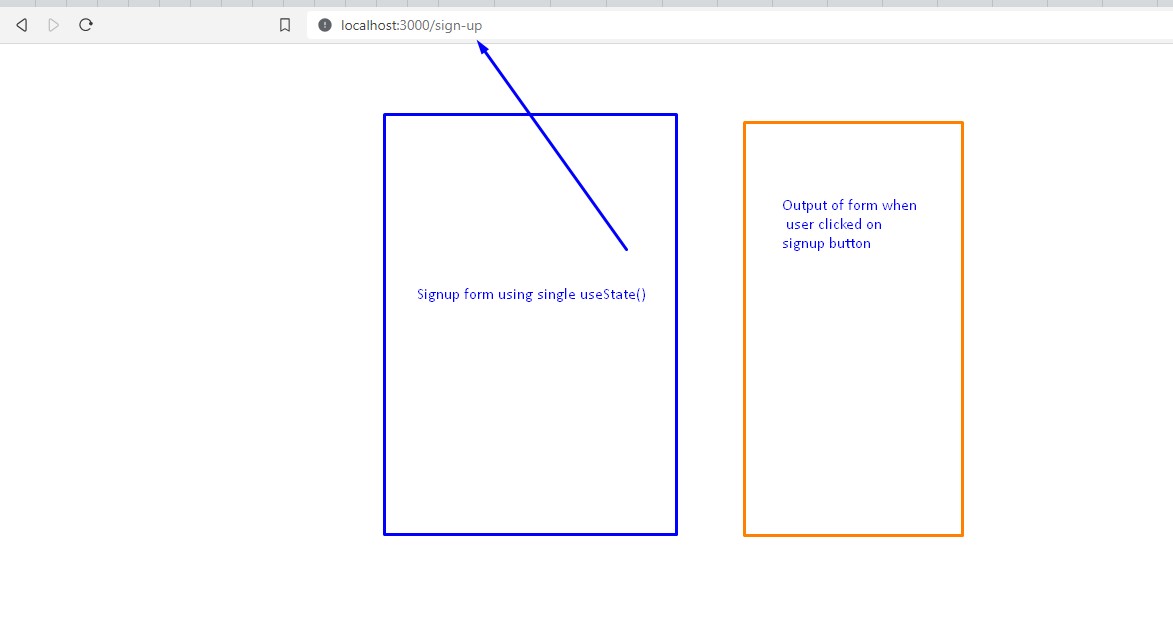 localhost:3000/sign-up
Output of form when
user clicked on
signup button
Signup form using single useState()